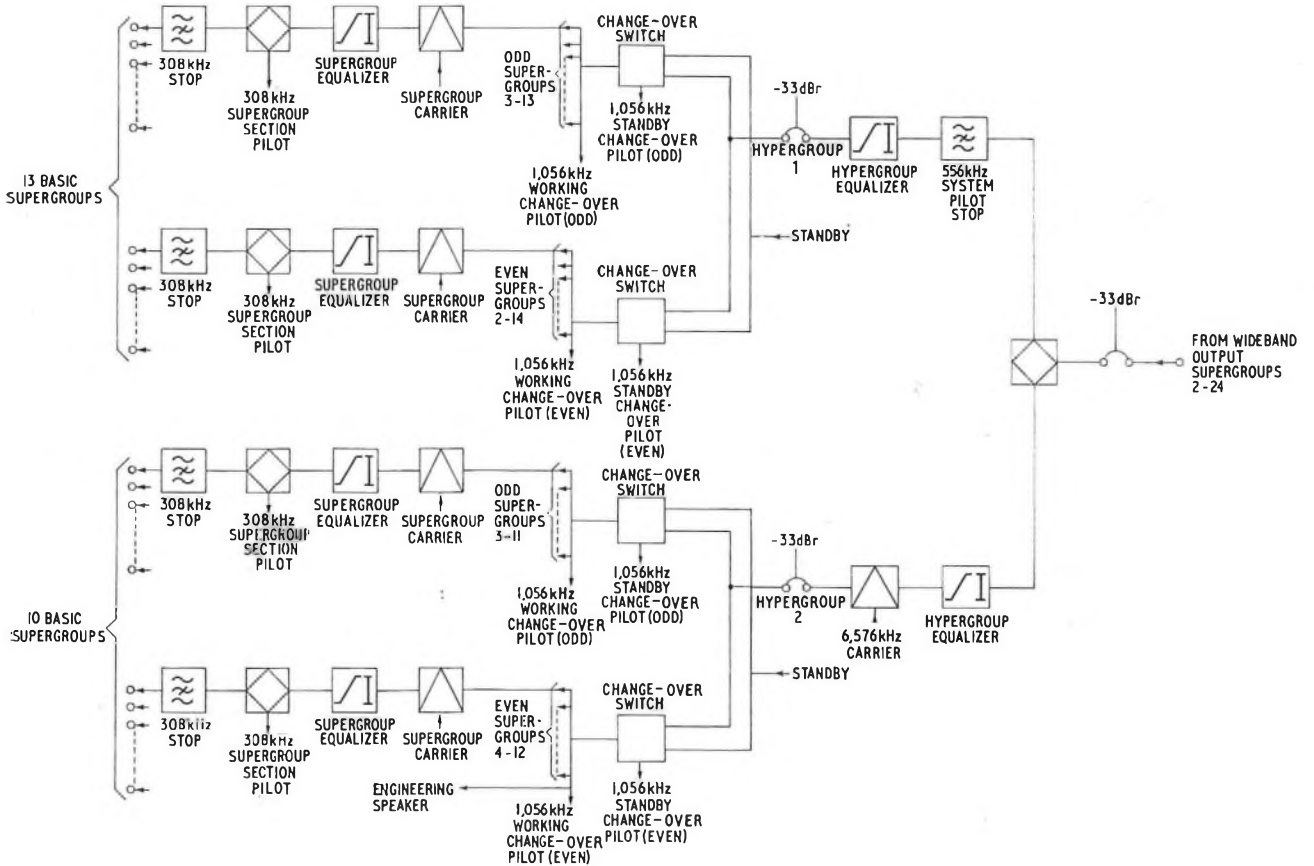 CHANGE-OVER
SWITCH
308kHz
STOP
308kHz
SUPERGROUP
SECTION
PILOT
SUPERGROUP
EQUALIZER
SUPERGROUP
CARRIER
ODD
SUPER-
GROUPS
3-13
1,056kHz
STANDBY
CHANGE-OVER
PILOT (ODD)
1,056kHz
WORKING
CHANGE-OVER
PILOT (ODD)
-33dBr
HYPERGROUP
1
HYPERGROUP
EQUALIZER
556kHz
SYSTEM
PILOT
STOP
13 BASIC
SUPERGROUPS
STANDBY
308kHz
STOP
308kHz
SUPERGROUP
SECTION
PILOT
SUPERGROUP
EQUALIZER
SUPERGROUP
CARRIER
EVEN
SUPER-
GROUPS
2-14
CHANGE-OVER
SWITCH
1,056kHz
WORKING
CHANGE-OVER
PILOT (EVEN)
1,056kHz
STANDBY
CHANGE-
OVER
PILOT
(EVEN)
-33dBr
FROM WIDEBAND
OUTPUT
SUPERGROUPS
2-24
308kHz
STOP
308kHz
SUPERGROUP
SECTION
PILOT
SUPERGROUP
EQUALIZER
SUPERGROUP
CARRIER
ODD
SUPER-
GROUPS
3-11
CHANGE-OVER
SWITCH
1,056kHz
STANDBY
CHANGE-OVER
PILOT (ODD)
1,056kHz
WORKING
CHANGE-OVER
PILOT (ODD)
-33dBr
HYPERGROUP
2
6,576kHz
CARRIER
HYPERGROUP
EQUALIZER
10 BASIC
SUPERGROUPS
STANDBY
308kHz
STOP
308kHz
SUPERGROUP
SECTION
PILOT
SUPERGROUP
EQUALIZER
SUPERGROUP
CARRIER
EVEN
SUPER-
GROUPS
4-12
CHANGE-OVER
SWITCH
ENGINEERING
SPEAKER
1,056kHz
WORKING
CHANGE-OVER
PILOT (EVEN)
1,056kHz
STANDBY
CHANGE-OVER
PILOT (EVEN)